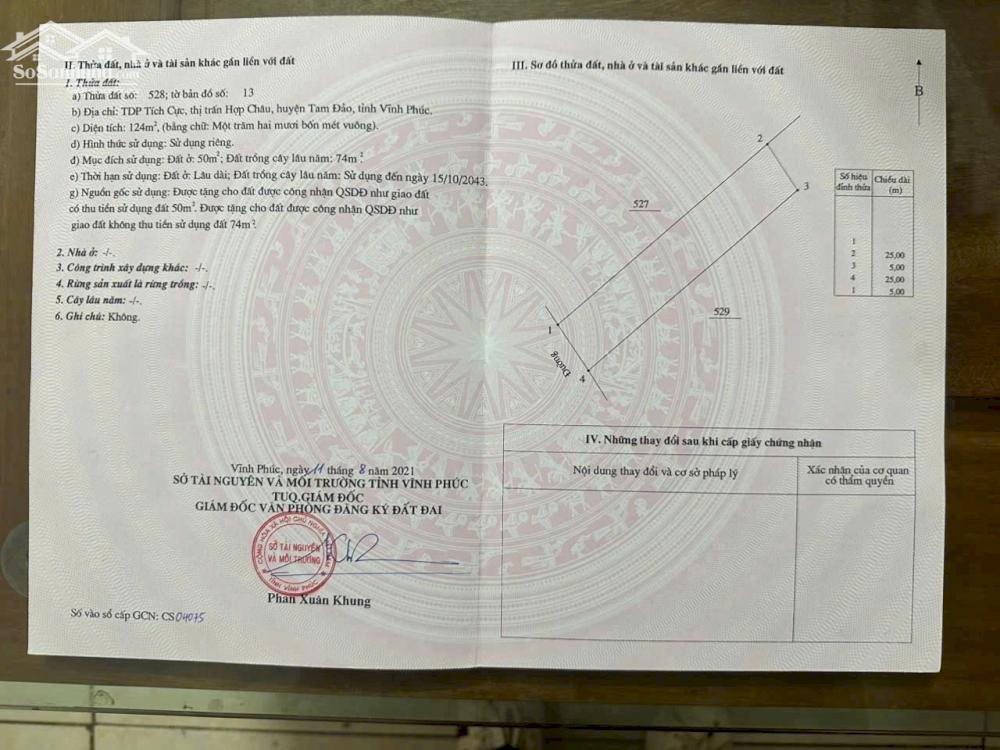 II. Thửa đất, nhà ở và tài sản khác gắn liền với đất
1. Thửa đất:
a) Thửa đất số: 528; tờ bản đồ số: 13
b) Địa chỉ: TDP Tích Cực, thị trấn Hợp Châu, huyện Tam Đảo, tỉnh Vĩnh Phúc.
c) Diện tích: 124m², (bằng chữ: Một trăm hai mươi bốn mét vuông).
d) Hình thức sử dụng: Sử dụng riêng.
đ) Mục đích sử dụng: Đất ở: 50m²; Đất trồng cây lâu năm: 74m².
e) Thời hạn sử dụng: Đất ở: Lâu dài; Đất trồng cây lâu năm: Sử dụng đến ngày 15/10/2043.
g) Nguồn gốc sử dụng: Được tặng cho đất được công nhận QSDĐ như giao đất
có thu tiền sử dụng đất 50m². Được tặng cho đất được công nhận QSDĐ như
giao đất không thu tiền sử dụng đất 74m².
2. Nhà ở: -/-.
3. Công trình xây dựng khác: -/-.
4. Rừng sản xuất là rừng trồng: -/-.
5. Cây lâu năm: -/-.
6. Ghi chú: Không.
Vĩnh Phúc, ngày 11 tháng 8 năm 2021
SỞ TÀI NGUYÊN VÀ MÔI TRƯỜNG TỈNH VĨNH PHÚC
TUQ.GIÁM ĐỐC
GIÁM ĐỐC VĂN PHÒNG ĐĂNG KÝ ĐẤT ĐAI
SỞ TÀI NGUYÊN
VÀ MÔI TRƯỜNG
TỈNH VĨNH PHÚC
Phan Xuân Khung
Số vào sổ cấp GCN: CS04075
III. Sơ đồ thửa đất, nhà ở và tài sản khác gắn liền với đất
B
2
3
527
529
1
4
Đường
Số hiệu đỉnh thửa Chiều dài (m)
1
2 25,00
3 5,00
4 25,00
1 5,00
IV. Những thay đổi sau khi cấp giấy chứng nhận
Nội dung thay đổi và cơ sở pháp lý
Xác nhận của cơ quan
có thẩm quyền